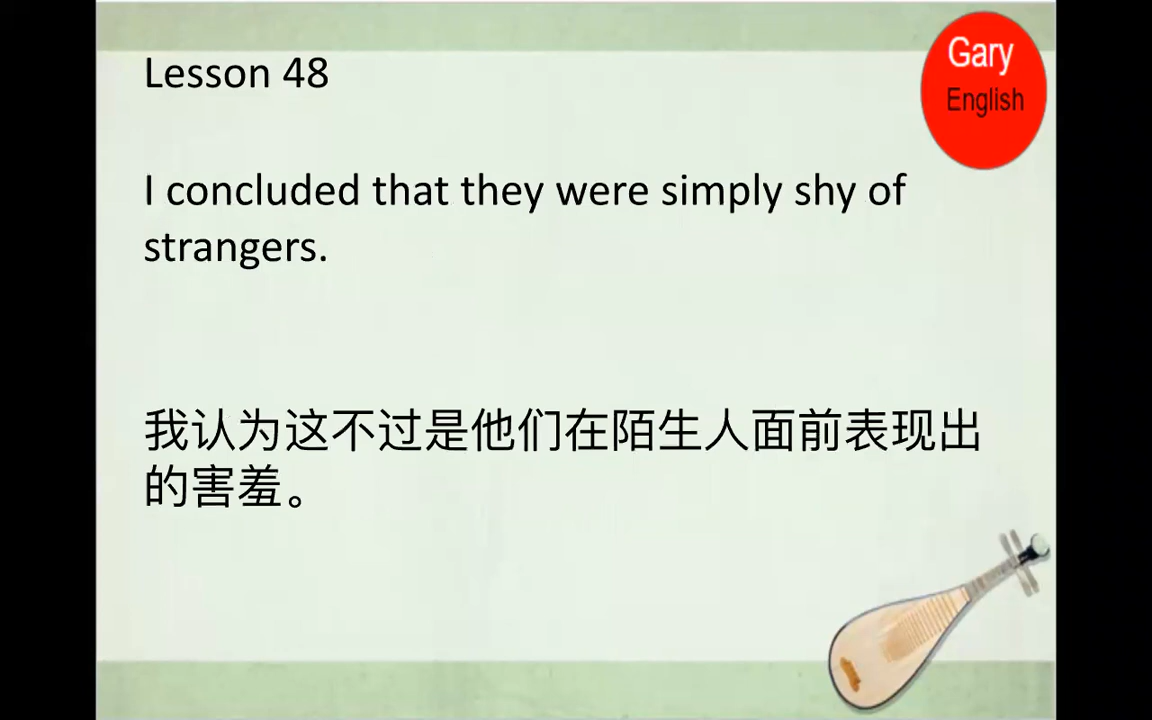 Lesson 48
Gary
English
I concluded that they were simply shy of
strangers.
我认为这不过是他们在陌生人面前表现出
的害羞。